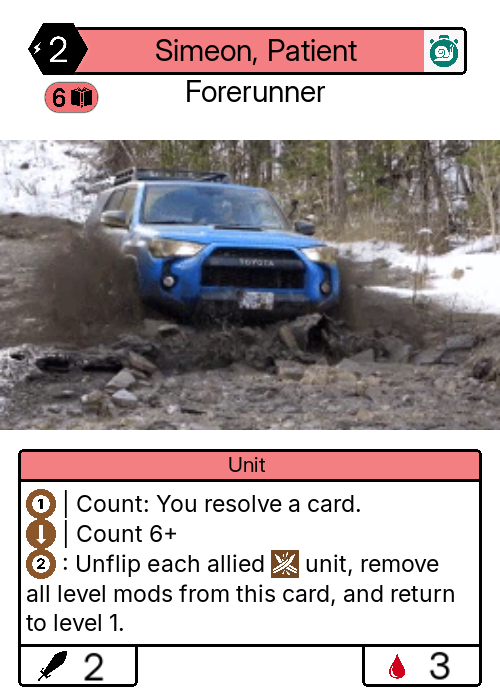 2
Simeon, Patient
Forerunner
6
TOYOTA
Unit
1 | Count: You resolve a card.
| Count 6+
2 : Unflip each allied unit, remove
all level mods from this card, and return
to level 1.
2
3